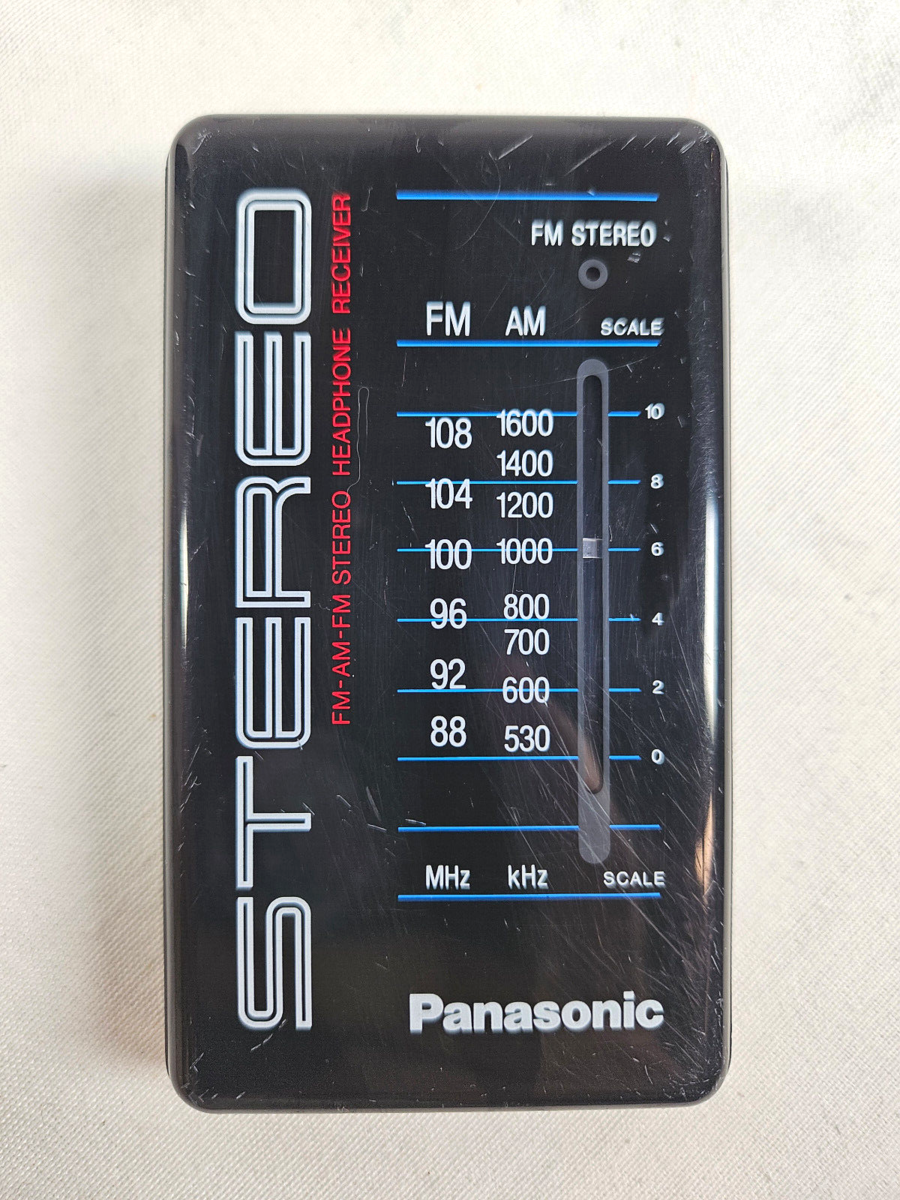 STEREO
FM-AM-FM STEREO HEADPHONE RECEIVER
FM STEREO
FM AM SCALE
10
108 1600
1400
8
104 1200
100 1000 6
96 800 4
700
92 600 2
88 530
0
MHz kHz SCALE
Panasonic